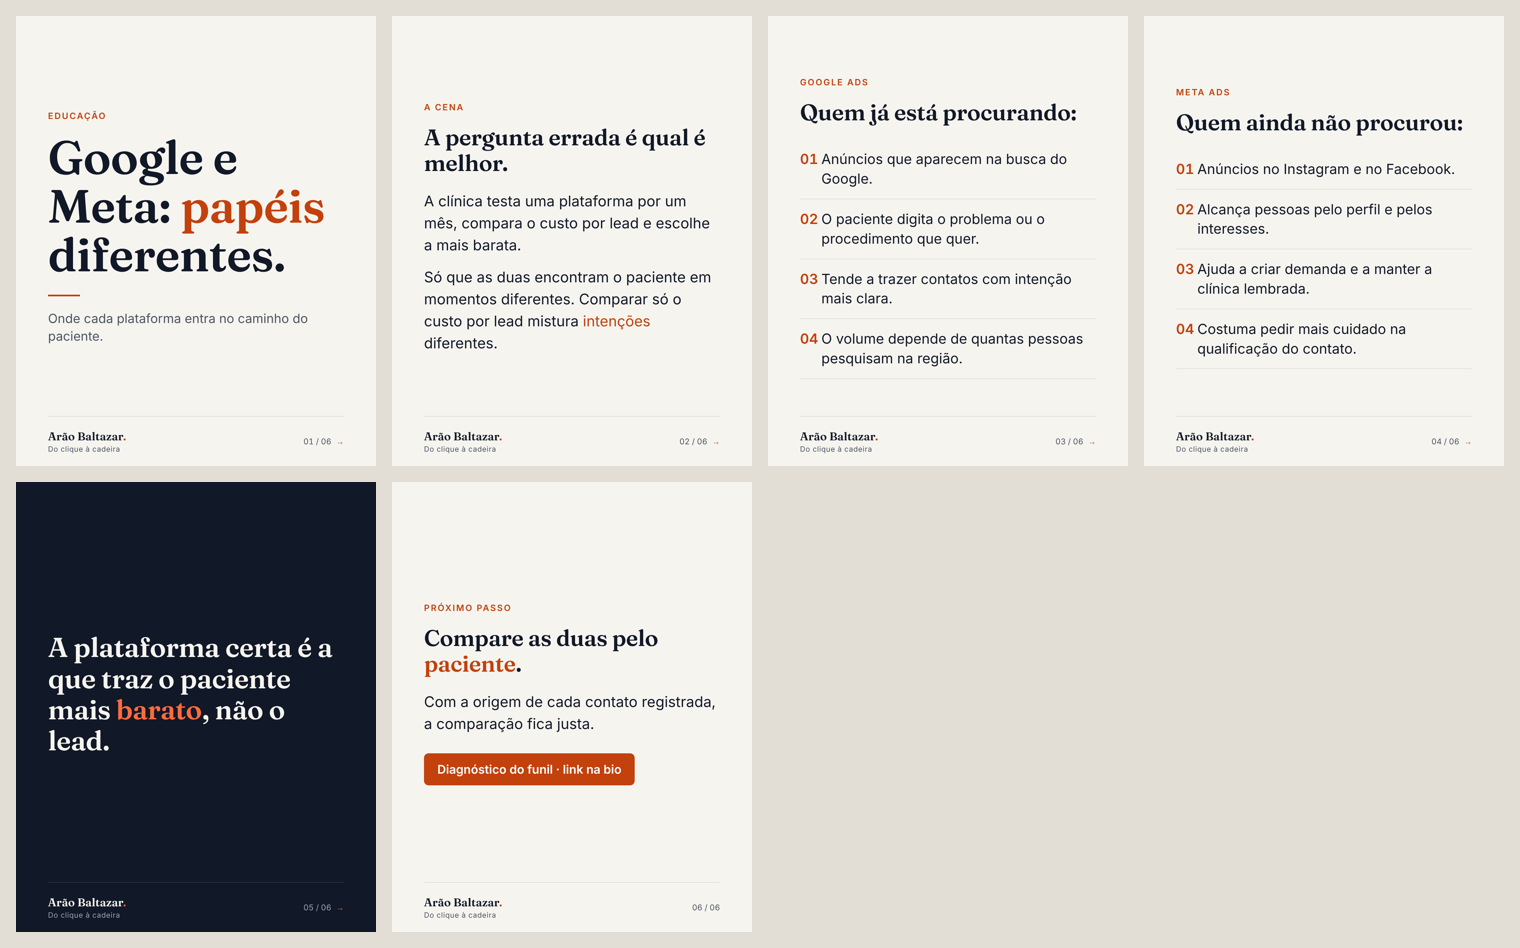 EDUCAÇÃO
Google e
Meta: papéis
diferentes.
Onde cada plataforma entra no caminho do
paciente.
Arão Baltazar.
Do clique à cadeira
01 / 06 →
A CENA
A pergunta errada é qual é
melhor.
A clínica testa uma plataforma por um
mês, compara o custo por lead e escolhe
a mais barata.
Só que as duas encontram o paciente em
momentos diferentes. Comparar só o
custo por lead mistura intenções
diferentes.
Arão Baltazar.
Do clique à cadeira
02 / 06 →
GOOGLE ADS
Quem já está procurando:
01 Anúncios que aparecem na busca do
Google.
02 O paciente digita o problema ou o
procedimento que quer.
03 Tende a trazer contatos com intenção
mais clara.
04 O volume depende de quantas pessoas
pesquisam na região.
Arão Baltazar.
Do clique à cadeira
03 / 06 →
META ADS
Quem ainda não procurou:
01 Anúncios no Instagram e no Facebook.
02 Alcança pessoas pelo perfil e pelos
interesses.
03 Ajuda a criar demanda e a manter a
clínica lembrada.
04 Costuma pedir mais cuidado na
qualificação do contato.
Arão Baltazar.
Do clique à cadeira
04 / 06 →
A plataforma certa é a
que traz o paciente
mais barato, não o
lead.
Arão Baltazar.
Do clique à cadeira
05 / 06 →
PRÓXIMO PASSO
Compare as duas pelo
paciente.
Com a origem de cada contato registrada,
a comparação fica justa.
Diagnóstico do funil · link na bio
Arão Baltazar.
Do clique à cadeira
06 / 06